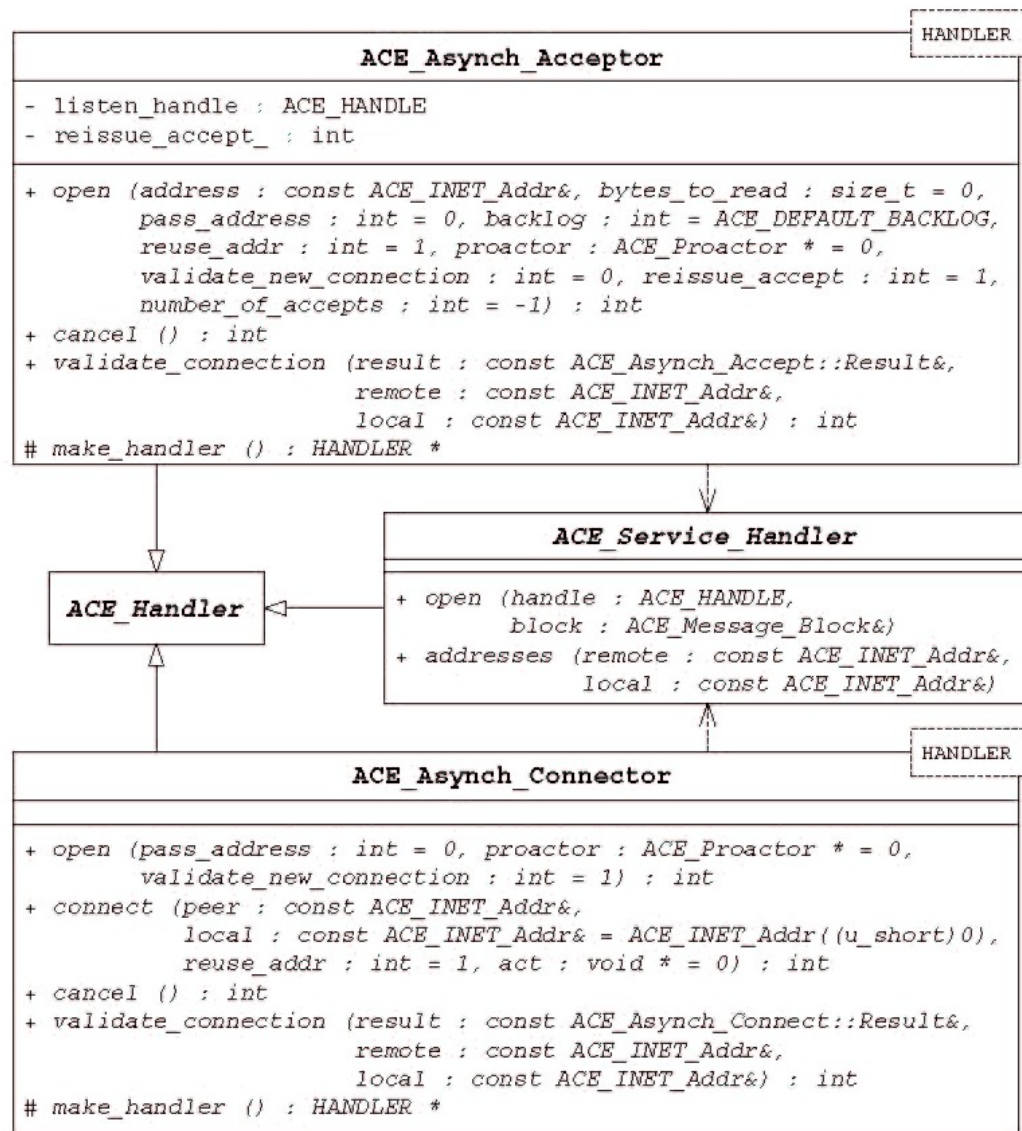 HANDLER
ACE_Asynch_Acceptor
- listen_handle : ACE_HANDLE
- reissue_accept_ : int
+ open (address : const ACE_INET_Addr&, bytes_to_read : size_t = 0,
pass_address : int = 0, backlog : int = ACE_DEFAULT_BACKLOG,
reuse_addr : int = 1, proactor : ACE_Proactor * = 0,
validate_new_connection : int = 0, reissue_accept : int = 1,
number_of_accepts : int = -1) : int
+ cancel () : int
+ validate_connection (result : const ACE_Asynch_Accept::Result&,
remote : const ACE_INET_Addr&,
local : const ACE_INET_Addr&) : int
# make_handler () : HANDLER *
ACE_Service_Handler
ACE_Handler
+ open (handle : ACE_HANDLE,
block : ACE_Message_Block&)
+ addresses (remote : const ACE_INET_Addr&,
local : const ACE_INET_Addr&)
HANDLER
ACE_Asynch_Connector
+ open (pass_address : int = 0, proactor : ACE_Proactor * = 0,
validate_new_connection : int = 1) : int
+ connect (peer : const ACE_INET_Addr&,
local : const ACE_INET_Addr& = ACE_INET_Addr((u_short)0),
reuse_addr : int = 1, act : void * = 0) : int
+ cancel () : int
+ validate_connection (result : const ACE_Asynch_Connect::Result&,
remote : const ACE_INET_Addr&,
local : const ACE_INET_Addr&) : int
# make_handler () : HANDLER *